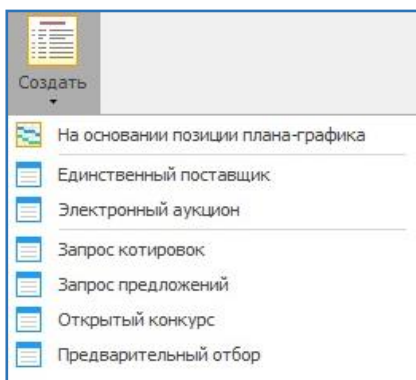 Создать
На основании позиции плана-графика
Единственный поставщик
Электронный аукцион
Запрос котировок
Запрос предложений
Открытый конкурс
Предварительный отбор